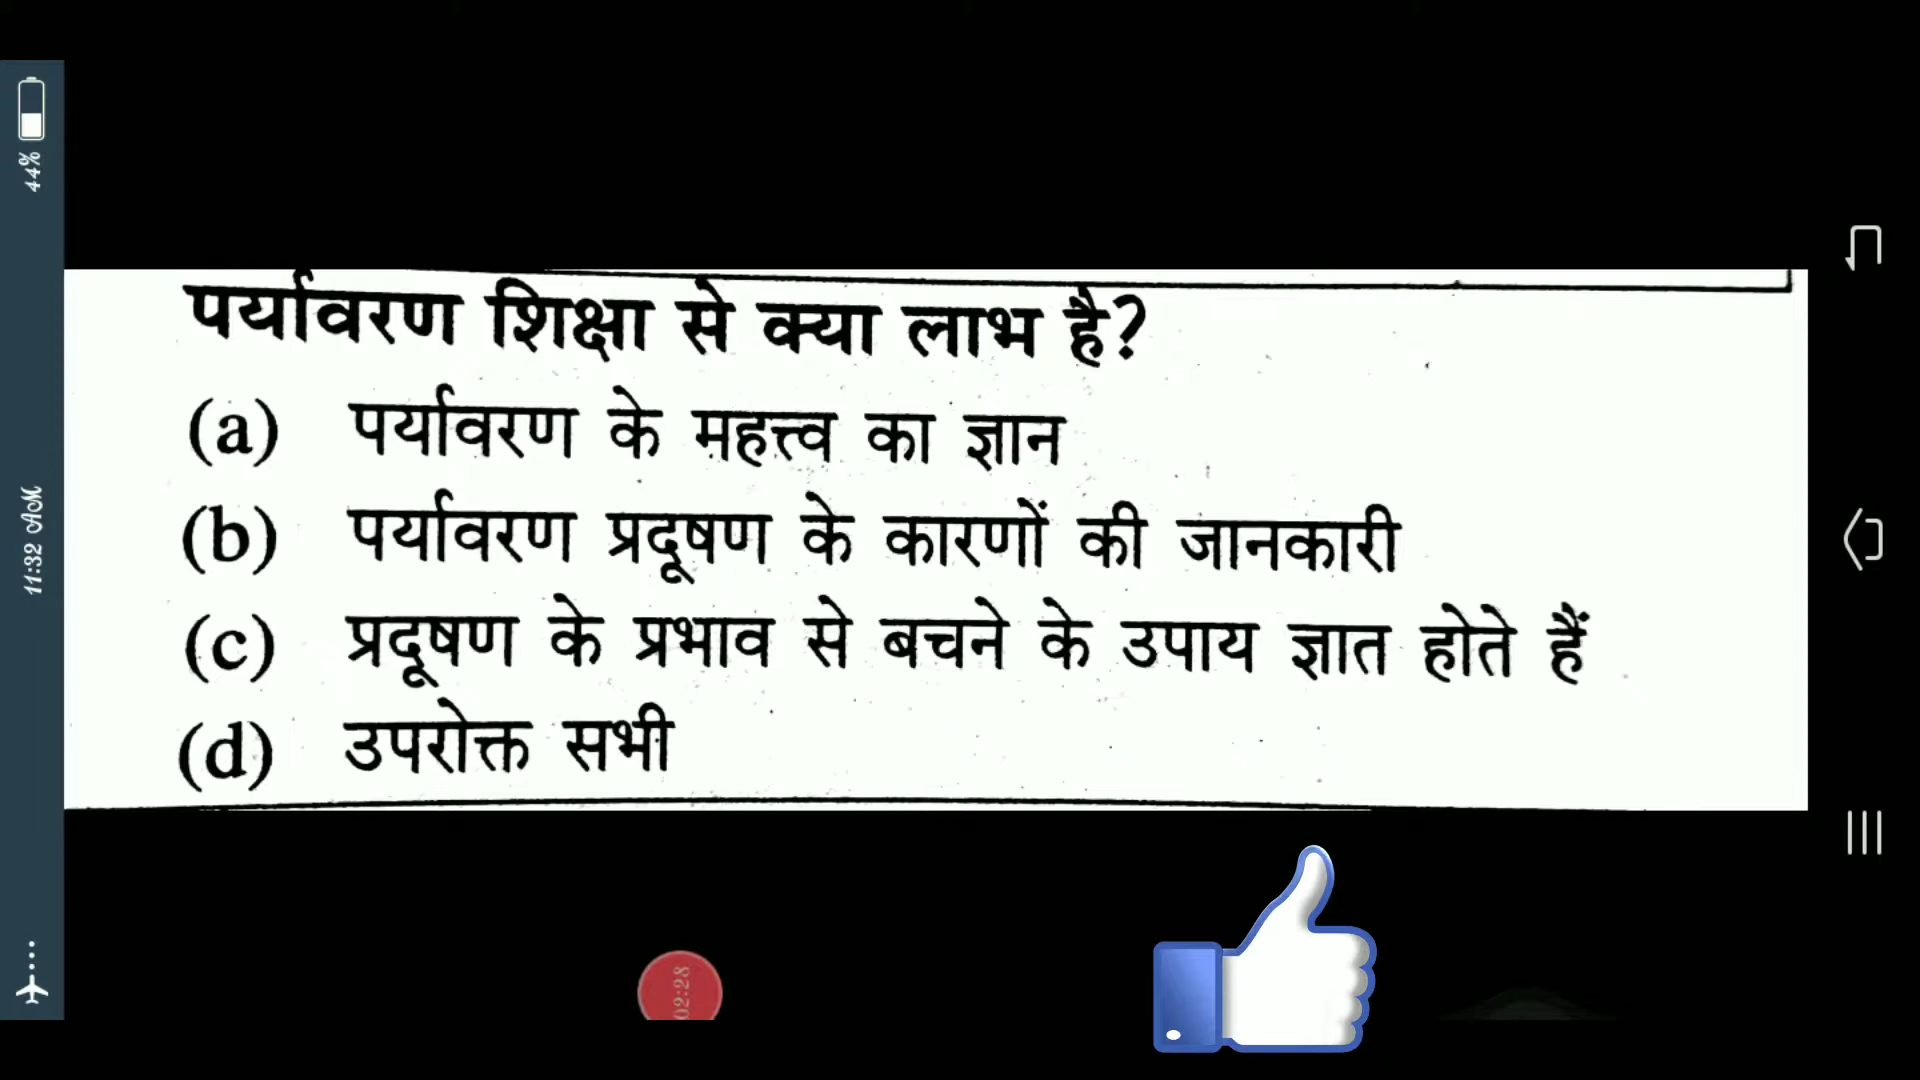 पर्यावरण शिक्षा से क्या लाभ है?
(a) पर्यावरण के महत्त्व का ज्ञान
(b) पर्यावरण प्रदूषण के कारणों की जानकारी
(c) प्रदूषण के प्रभाव से बचने के उपाय ज्ञात होते हैं
(d) उपरोक्त सभी
44%
11:32 AM
02:28